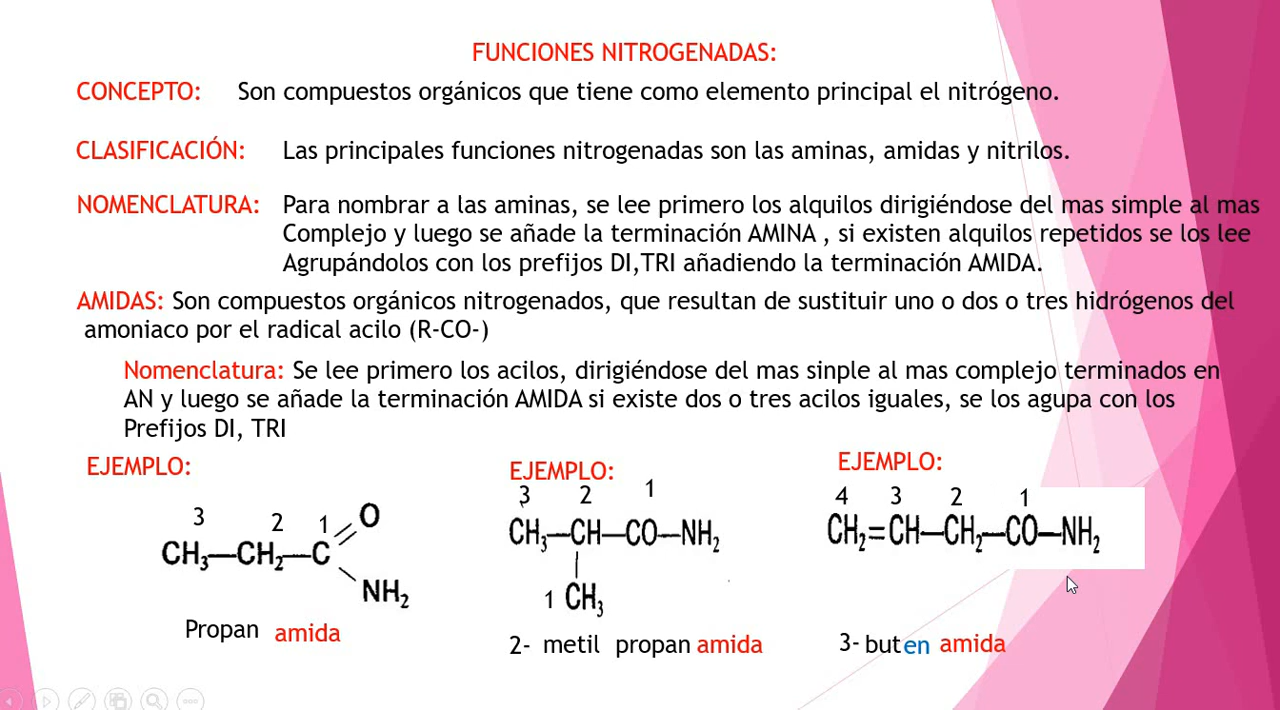 FUNCIONES NITROGENADAS:
CONCEPTO: Son compuestos orgánicos que tiene como elemento principal el nitrógeno.
CLASIFICACIÓN: Las principales funciones nitrogenadas son las aminas, amidas y nitrilos.
NOMENCLATURA: Para nombrar a las aminas, se lee primero los alquilos dirigiéndose del mas simple al mas
Complejo y luego se añade la terminación AMINA , si existen alquilos repetidos se los lee
Agrupándolos con los prefijos DI,TRI añadiendo la terminación AMIDA.
AMIDAS: Son compuestos orgánicos nitrogenados, que resultan de sustituir uno o dos o tres hidrógenos del
amoniaco por el radical acilo (R-CO-)
Nomenclatura: Se lee primero los acilos, dirigiéndose del mas sinple al mas complejo terminados en
AN y luego se añade la terminación AMIDA si existe dos o tres acilos iguales, se los agupa con los
Prefijos DI, TRI
EJEMPLO:
3 2 1 O
CH₃—CH₂—C
NH₂
Propan amida
EJEMPLO:
3 2 1
CH₃—CH—CO—NH₂
1 CH₃
2- metil propan amida
EJEMPLO:
4 3 2 1
CH₂=CH—CH₂—CO—NH₂
3- but en amida